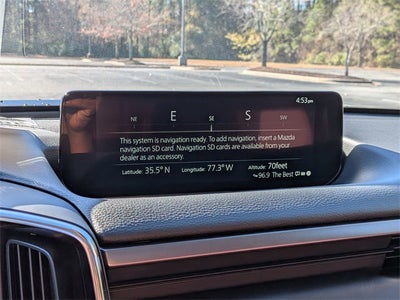 4:53pm
NE E SE S SW
This system is navigation ready. To add navigation, insert a Mazda
navigation SD card. Navigation SD cards are available from your
dealer as an accessory.
Latitude: 35.5° N Longitude: 77.3° W Altitude: 70feet
96.9 The Best